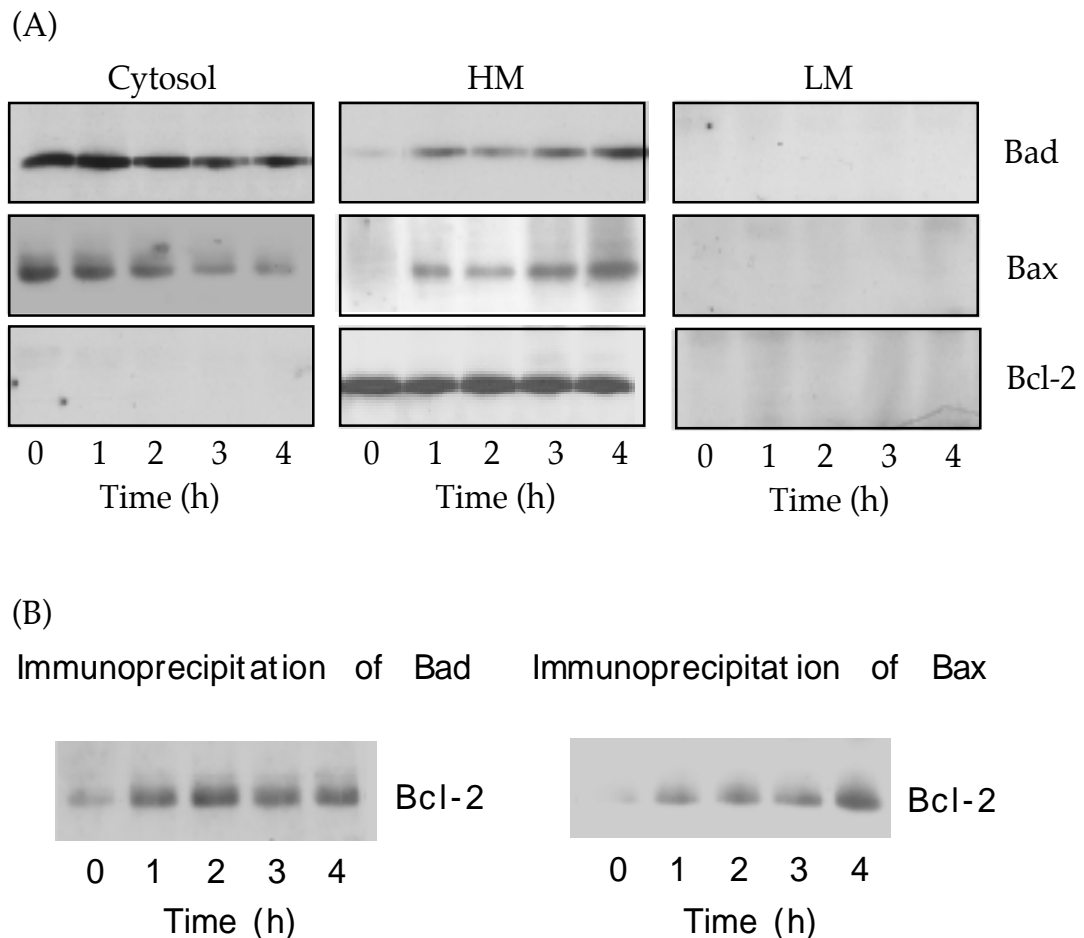 (A)
Cytosol HM LM
Bad
Bax
Bcl-2
0 1 2 3 4 0 1 2 3 4 0 1 2 3 4
Time (h) Time (h) Time (h)
(B)
Immunoprecipitation of Bad Immunoprecipitation of Bax
Bcl-2 Bcl-2
0 1 2 3 4 0 1 2 3 4
Time (h) Time (h)